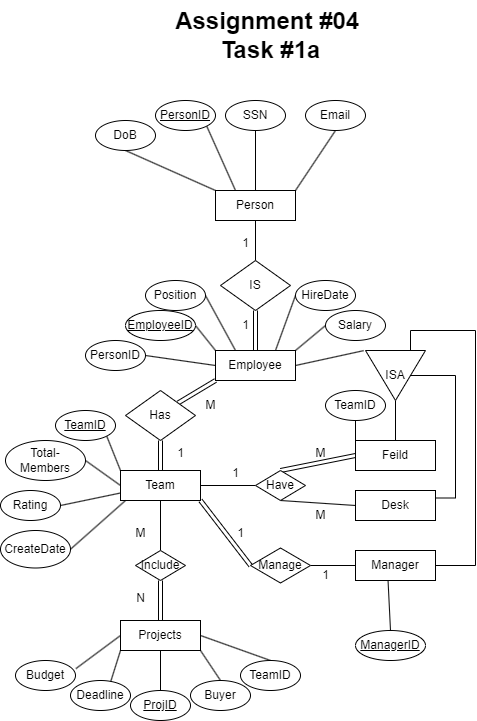 Assignment #04
Task #1a
PersonID
SSN
Email
DoB
Person
1
IS
Position
HireDate
1
EmployeeID
Salary
PersonID
Employee
ISA
M
TeamID
Has
TeamID
1
M
Total-
Members
Feild
1
Team
Have
Rating
M
Desk
M
1
CreateDate
Include
Manage
Manager
1
N
Projects
ManagerID
Budget
TeamID
Deadline
Buyer
ProjID